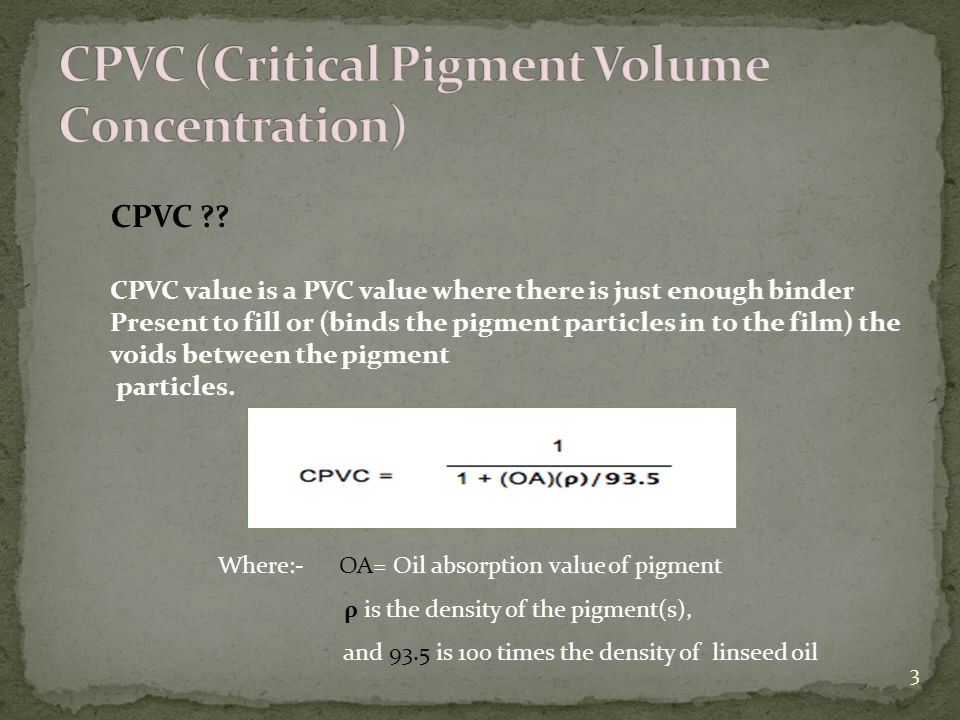 CPVC (Critical Pigment Volume
Concentration)
CPVC ??
CPVC value is a PVC value where there is just enough binder
Present to fill or (binds the pigment particles in to the film) the
voids between the pigment
particles.
1
CPVC =
1 + (OA)(ρ)/93.5
Where:- OA= Oil absorption value of pigment
ρ is the density of the pigment(s),
and 93.5 is 100 times the density of linseed oil
3